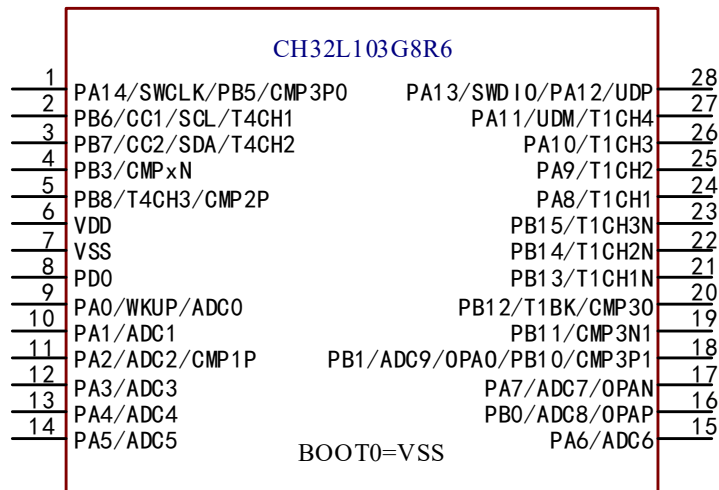 CH32L103G8R6
1 PA14/SWCLK/PB5/CMP3P0 PA13/SWDIO/PA12/UDP 28
2 PB6/CC1/SCL/T4CH1 PA11/UDM/T1CH4 27
3 PB7/CC2/SDA/T4CH2 PA10/T1CH3 26
4 PB3/CMPxN PA9/T1CH2 25
5 PB8/T4CH3/CMP2P PA8/T1CH1 24
6 VDD PB15/T1CH3N 23
7 VSS PB14/T1CH2N 22
8 PD0 PB13/T1CH1N 21
9 PA0/WKUP/ADC0 PB12/T1BK/CMP3O 20
10 PA1/ADC1 PB11/CMP3N1 19
11 PA2/ADC2/CMP1P PB1/ADC9/OPAO/PB10/CMP3P1 18
12 PA3/ADC3 PA7/ADC7/OPAN 17
13 PA4/ADC4 PB0/ADC8/OPAP 16
14 PA5/ADC5 PA6/ADC6 15
BOOT0=VSS